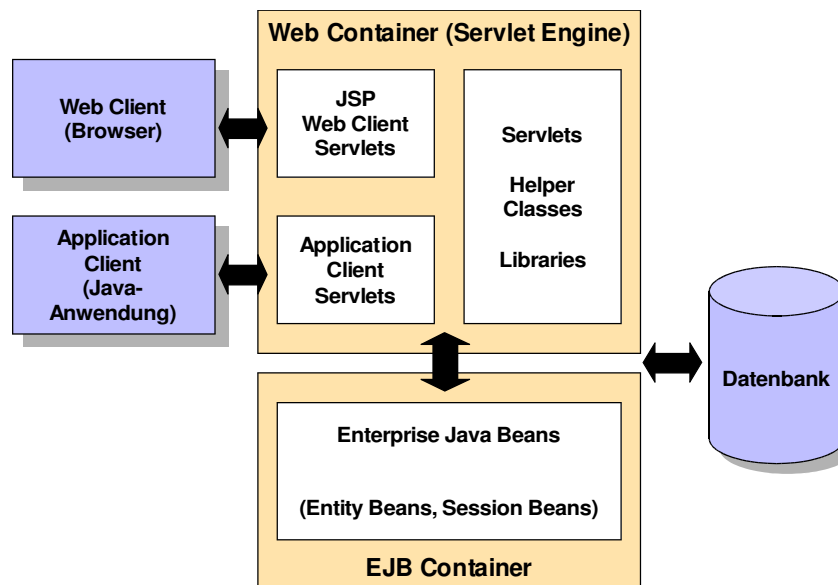 Web Container (Servlet Engine)
Web Client
(Browser)
JSP
Web Client
Servlets
Servlets
Helper
Classes
Libraries
Application
Client
(Java-
Anwendung)
Application
Client
Servlets
Datenbank
Enterprise Java Beans
(Entity Beans, Session Beans)
EJB Container